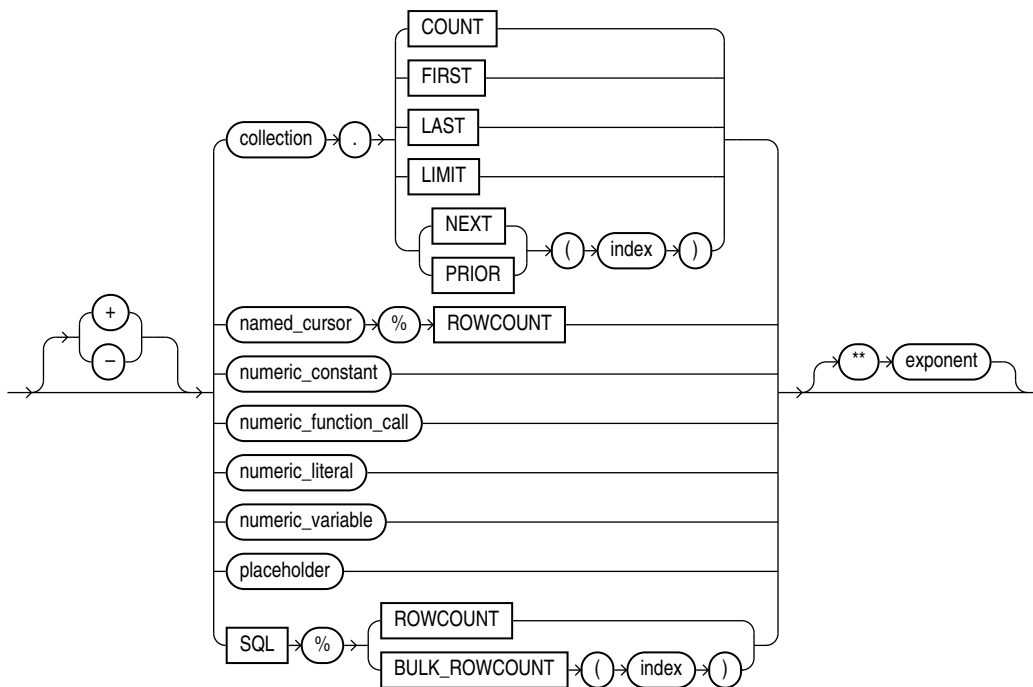 COUNT
FIRST
collection . LAST
LIMIT
NEXT
PRIOR ( index )
+
–
named_cursor % ROWCOUNT
numeric_constant
** exponent
numeric_function_call
numeric_literal
numeric_variable
placeholder
SQL % ROWCOUNT
BULK_ROWCOUNT ( index )